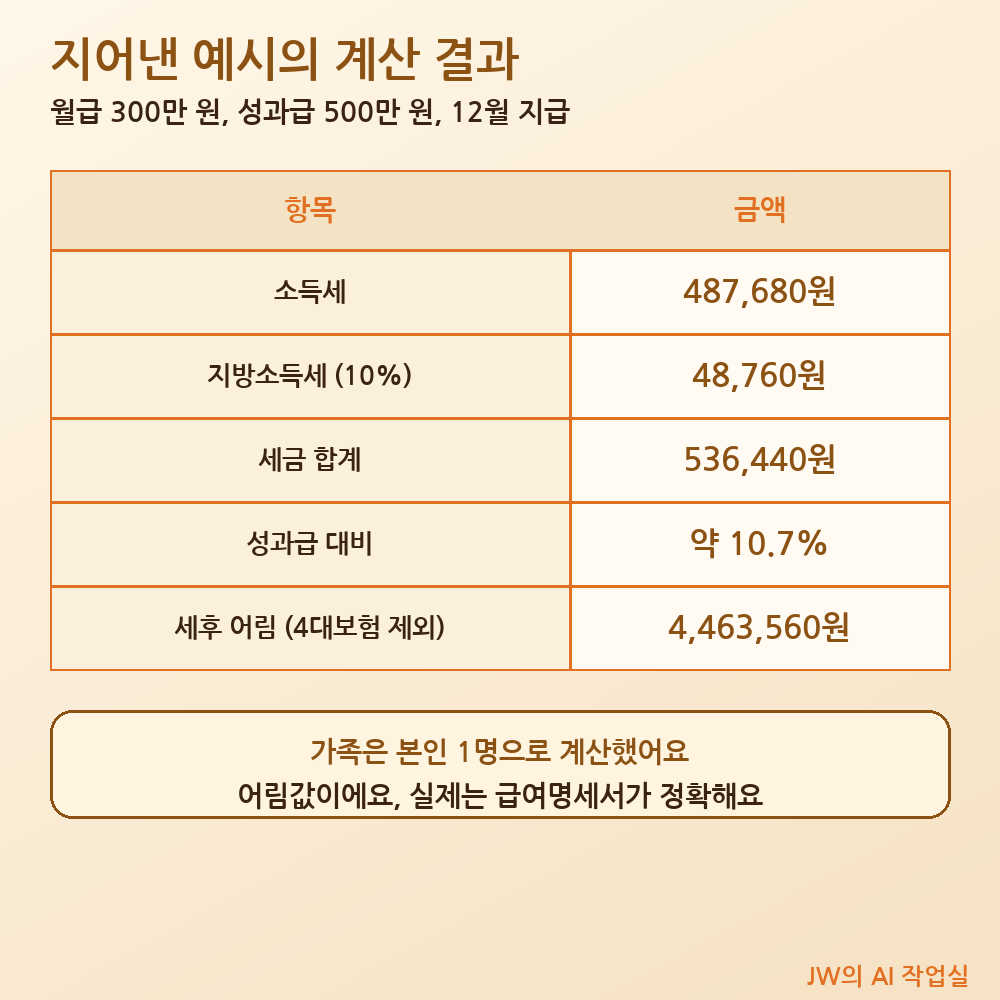 지어낸 예시의 계산 결과
월급 300만 원, 성과급 500만 원, 12월 지급
항목 금액
소득세 487,680원
지방소득세 (10%) 48,760원
세금 합계 536,440원
성과급 대비 약 10.7%
세후 어림 (4대보험 제외) 4,463,560원
가족은 본인 1명으로 계산했어요
어림값이에요, 실제는 급여명세서가 정확해요
JW의 AI 작업실